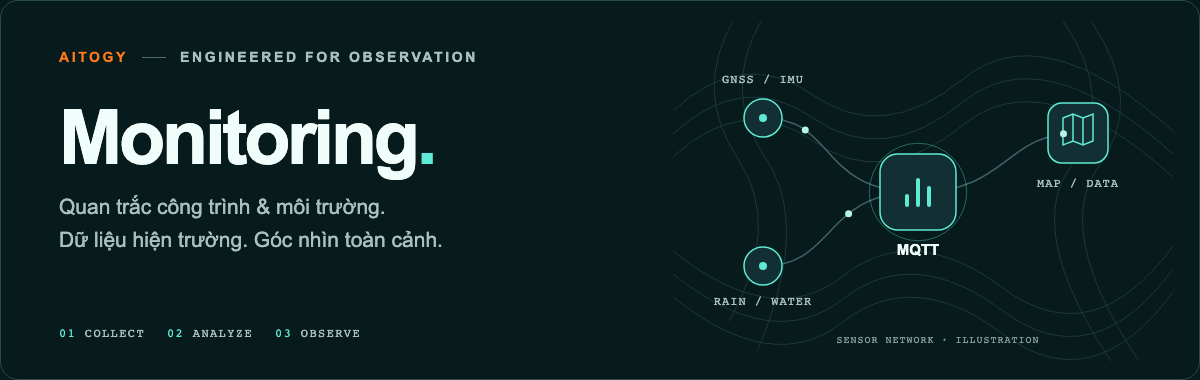 AITOGY — ENGINEERED FOR OBSERVATION
Monitoring.
Quan trắc công trình & môi trường.
Dữ liệu hiện trường. Góc nhìn toàn cảnh.
01 COLLECT 02 ANALYZE 03 OBSERVE
GNSS / IMU
MAP / DATA
MQTT
RAIN / WATER
SENSOR NETWORK · ILLUSTRATION